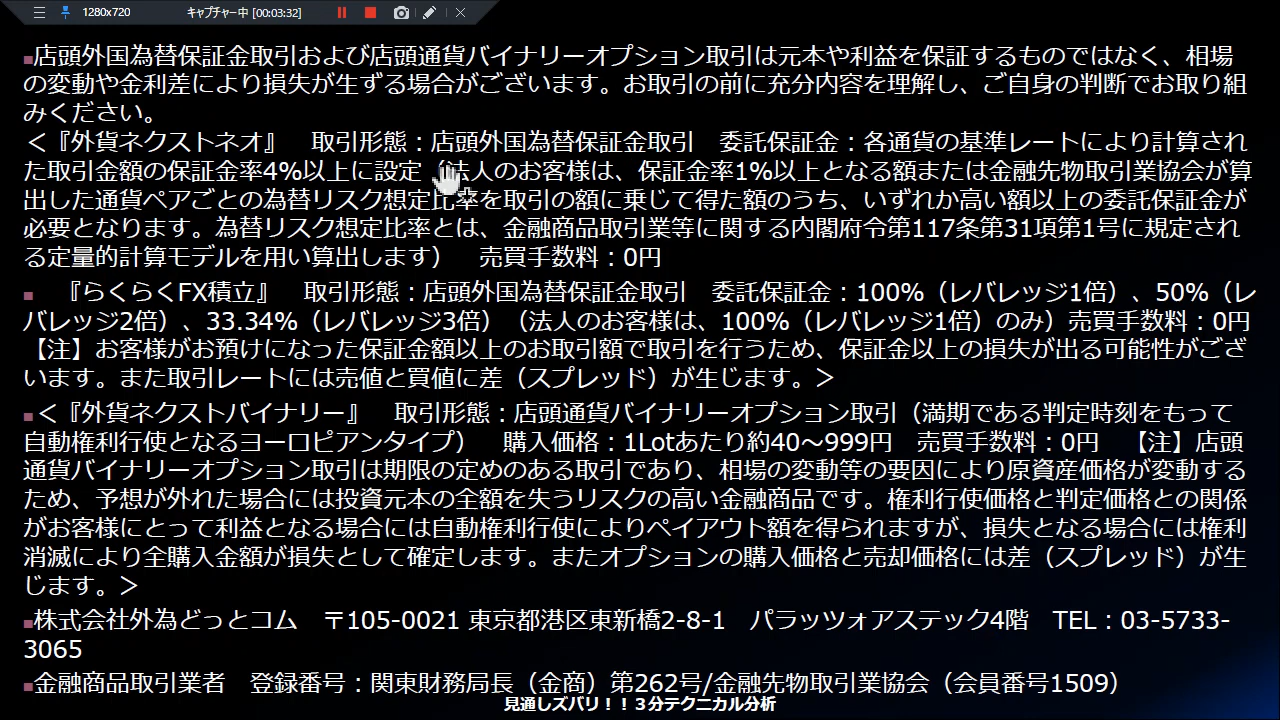 1280x720 キャプチャー中 [00:03:32]
■店頭外国為替保証金取引および店頭通貨バイナリーオプション取引は元本や利益を保証するものではなく、相場
の変動や金利差により損失が生ずる場合がございます。お取引の前に充分内容を理解し、ご自身の判断でお取り組
みください。
＜『外貨ネクストネオ』　取引形態：店頭外国為替保証金取引　委託保証金：各通貨の基準レートにより計算され
た取引金額の保証金率4%以上に設定（法人のお客様は、保証金率1%以上となる額または金融先物取引業協会が算
出した通貨ペアごとの為替リスク想定比率を取引の額に乗じて得た額のうち、いずれか高い額以上の委託保証金が
必要となります。為替リスク想定比率とは、金融商品取引業等に関する内閣府令第117条第31項第1号に規定され
る定量的計算モデルを用い算出します）　売買手数料：0円
■　『らくらくFX積立』　取引形態：店頭外国為替保証金取引　委託保証金：100%（レバレッジ1倍）、50%（レ
バレッジ2倍）、33.34%（レバレッジ3倍）（法人のお客様は、100%（レバレッジ1倍）のみ）売買手数料：0円
【注】お客様がお預けになった保証金額以上のお取引額で取引を行うため、保証金以上の損失が出る可能性がござ
います。また取引レートには売値と買値に差（スプレッド）が生じます。＞
■＜『外貨ネクストバイナリー』　取引形態：店頭通貨バイナリーオプション取引（満期である判定時刻をもって
自動権利行使となるヨーロピアンタイプ）　購入価格：1Lotあたり約40～999円　売買手数料：0円　【注】店頭
通貨バイナリーオプション取引は期限の定めのある取引であり、相場の変動等の要因により原資産価格が変動する
ため、予想が外れた場合には投資元本の全額を失うリスクの高い金融商品です。権利行使価格と判定価格との関係
がお客様にとって利益となる場合には自動権利行使によりペイアウト額を得られますが、損失となる場合には権利
消滅により全購入金額が損失として確定します。またオプションの購入価格と売却価格には差（スプレッド）が生
じます。＞
■株式会社外為どっとコム　〒105-0021 東京都港区東新橋2-8-1　パラッツォアステック4階　TEL：03-5733-
3065
■金融商品取引業者　登録番号：関東財務局長（金商）第262号/金融先物取引業協会（会員番号1509）
見通しズバリ！！３分テクニカル分析